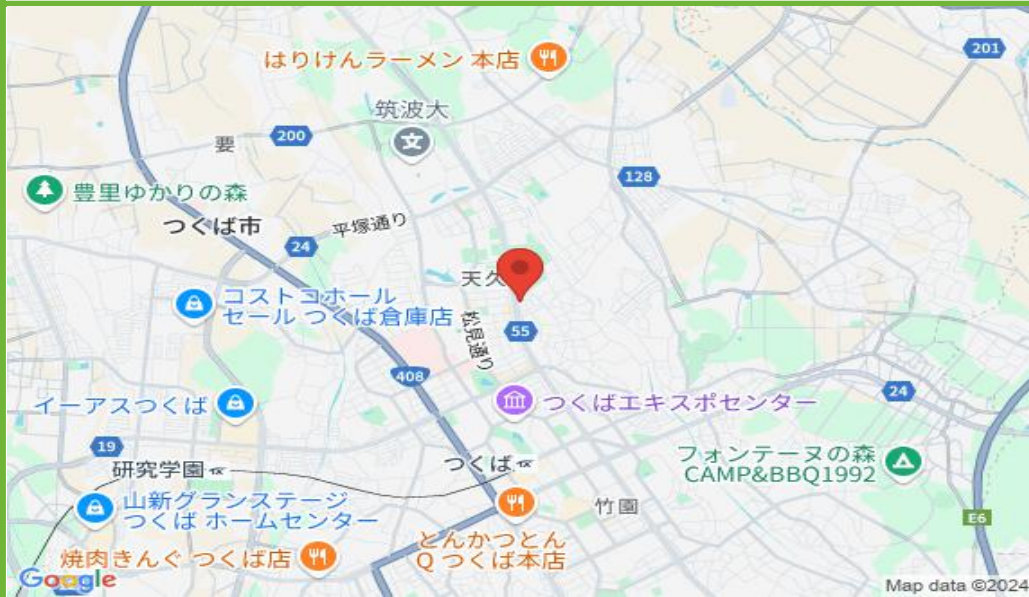 はりけんラーメン 本店
201
筑波大
要
200
128
豊里ゆかりの森
つくば市
平塚通り
24
天久
コストコホール
セール つくば倉庫店
55
松見通り
408
イーアスつくば
つくばエキスポセンター
24
19
研究学園
つくば
フォンテーヌの森
CAMP&BBQ1992
山新グランステージ
つくば ホームセンター
竹園
E6
とんかつとん
Q つくば本店
焼肉きんぐ つくば店
Google
Map data ©2024